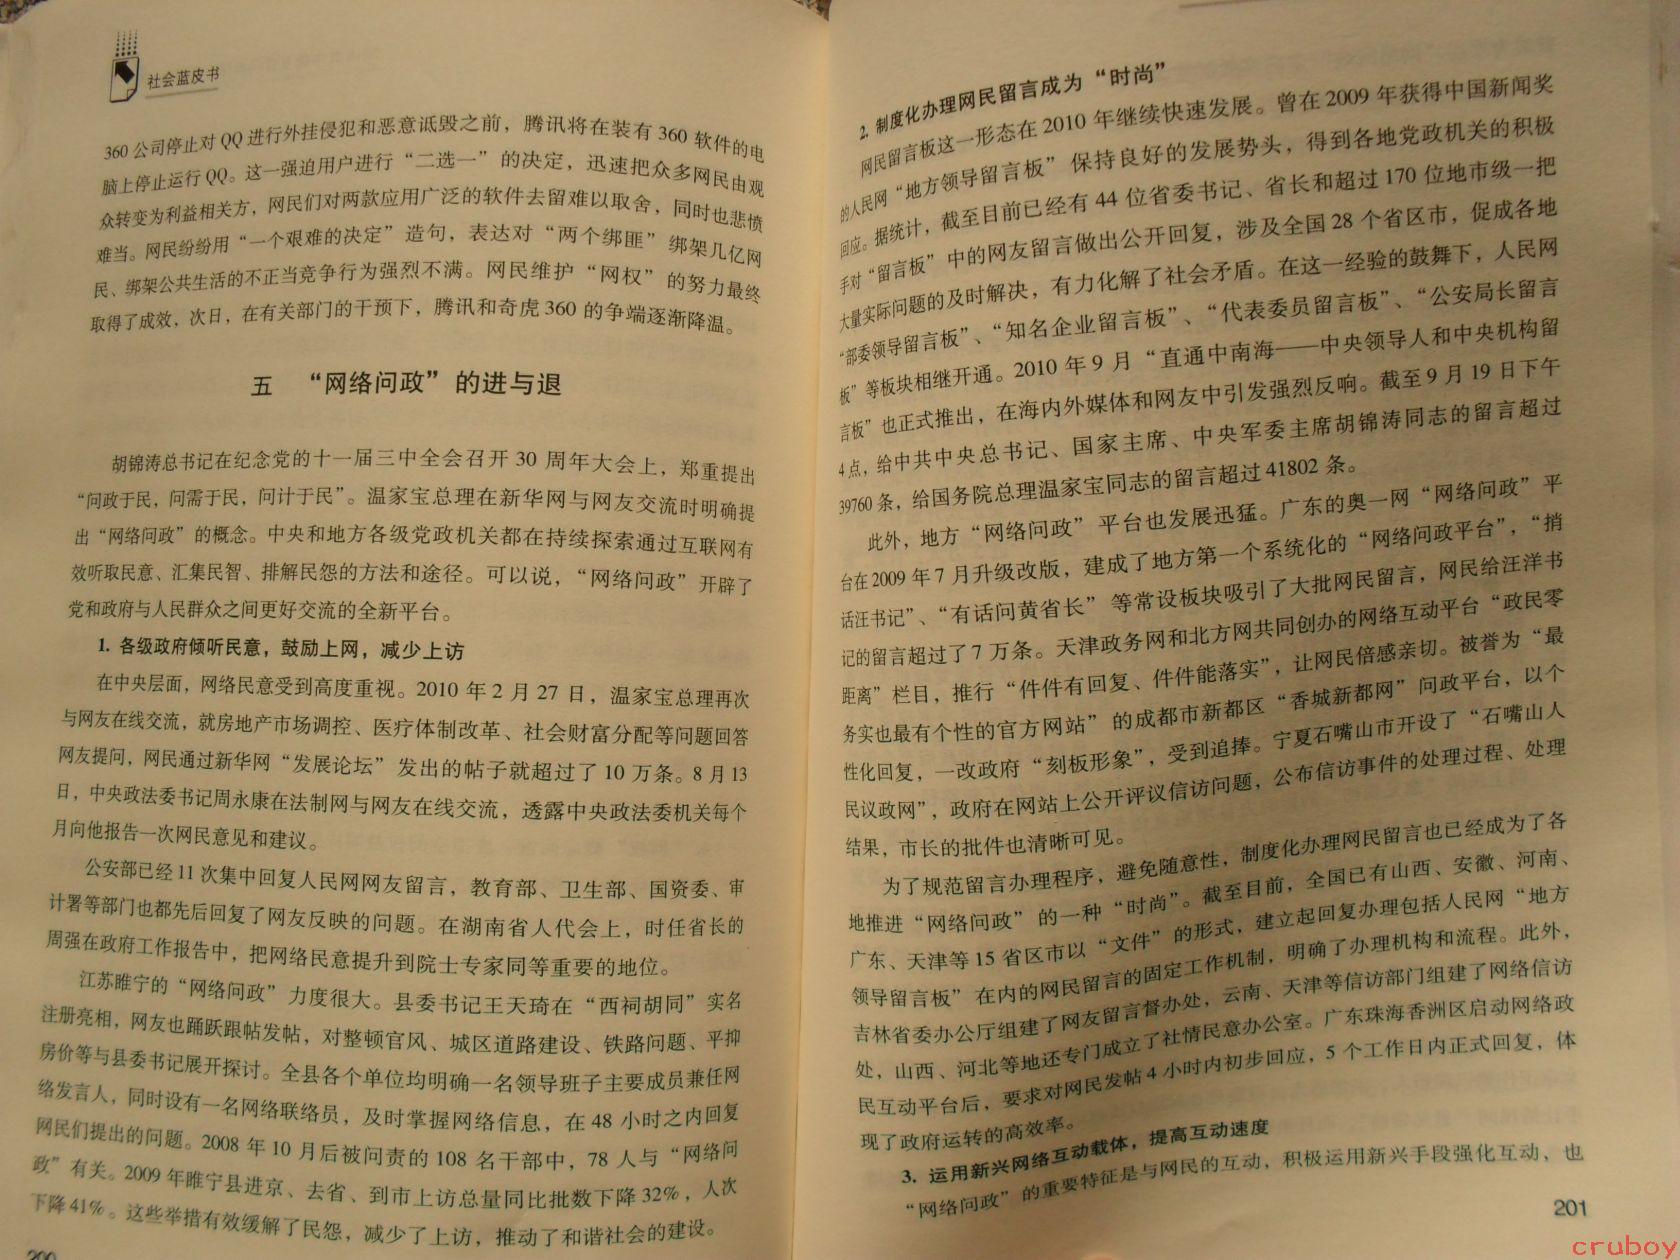 社会蓝皮书
360公司停止对QQ进行外挂侵犯和恶意诋毁之前，腾讯将在装有360软件的电
脑上停止运行QQ。这一强迫用户进行“二选一”的决定，迅速把众多网民由观
众转变为利益相关方，网民们对两款应用广泛的软件去留难以取舍，同时也悲愤
难当。网民纷纷用“一个艰难的决定”造句，表达对“两个绑匪”绑架几亿网
民、绑架公共生活的不正当竞争行为强烈不满。网民维护“网权”的努力最终
取得了成效，次日，在有关部门的干预下，腾讯和奇虎360的争端逐渐降温。
五 “网络问政”的进与退
胡锦涛总书记在纪念党的十一届三中全会召开30周年大会上，郑重提出
“问政于民，问需于民，问计于民”。温家宝总理在新华网与网友交流时明确提
出“网络问政”的概念。中央和地方各级党政机关都在持续探索通过互联网有
效听取民意、汇集民智、排解民怨的方法和途径。可以说，“网络问政”开辟了
党和政府与人民群众之间更好交流的全新平台。
1. 各级政府倾听民意，鼓励上网，减少上访
在中央层面，网络民意受到高度重视。2010年2月27日，温家宝总理再次
与网友在线交流，就房地产市场调控、医疗体制改革、社会财富分配等问题回答
网友提问，网民通过新华网“发展论坛”发出的帖子就超过了10万条。8月13
日，中央政法委书记周永康在法制网与网友在线交流，透露中央政法委机关每个
月向他报告一次网民意见和建议。
公安部已经11次集中回复人民网网友留言，教育部、卫生部、国资委、审
计署等部门也都先后回复了网友反映的问题。在湖南省人代会上，时任省长的
周强在政府工作报告中，把网络民意提升到院士专家同等重要的地位。
江苏睢宁的“网络问政”力度很大。县委书记王天琦在“西祠胡同”实名
注册亮相，网友也踊跃跟帖发帖，对整顿官风、城区道路建设、铁路问题、平抑
房价等与县委书记展开探讨。全县各个单位均明确一名领导班子主要成员兼任网
络发言人，同时设有一名网络联络员，及时掌握网络信息，在48小时之内回复
网民们提出的问题。2008年10月后被问责的108名干部中，78人与“网络问
政”有关。2009年睢宁县进京、去省、到市上访总量同比批数下降32%，人次
下降41%。这些举措有效缓解了民怨，减少了上访，推动了和谐社会的建设。
200
2. 制度化办理网民留言成为“时尚”
网民留言板这一形态在2010年继续快速发展。曾在2009年获得中国新闻奖
的人民网“地方领导留言板”保持良好的发展势头，得到各地党政机关的积极
回应。据统计，截至目前已经有44位省委书记、省长和超过170位地市级一把
手对“留言板”中的网友留言做出公开回复，涉及全国28个省区市，促成各地
大量实际问题的及时解决，有力化解了社会矛盾。在这一经验的鼓舞下，人民网
“部委领导留言板”、“知名企业留言板”、“代表委员留言板”、“公安局长留言
板”等板块相继开通。2010年9月“直通中南海——中央领导人和中央机构留
言板”也正式推出，在海内外媒体和网友中引发强烈反响。截至9月19日下午
4点，给中共中央总书记、国家主席、中央军委主席胡锦涛同志的留言超过
39760条，给国务院总理温家宝同志的留言超过41802条。
此外，地方“网络问政”平台也发展迅猛。广东的奥一网“网络问政”平
台在2009年7月升级改版，建成了地方第一个系统化的“网络问政平台”，“捎
话汪书记”、“有话问黄省长”等常设板块吸引了大批网民留言，网民给汪洋书
记的留言超过了7万条。天津政务网和北方网共同创办的网络互动平台“政民零
距离”栏目，推行“件件有回复、件件能落实”，让网民倍感亲切。被誉为“最
务实也最有个性的官方网站”的成都市新都区“香城新都网”问政平台，以个
性化回复，一改政府“刻板形象”，受到追捧。宁夏石嘴山市开设了“石嘴山人
民议政网”，政府在网站上公开评议信访问题，公布信访事件的处理过程、处理
结果，市长的批件也清晰可见。
为了规范留言办理程序，避免随意性，制度化办理网民留言也已经成为了各
地推进“网络问政”的一种“时尚”。截至目前，全国已有山西、安徽、河南、
广东、天津等15省区市以“文件”的形式，建立起回复办理包括人民网“地方
领导留言板”在内的网民留言的固定工作机制，明确了办理机构和流程。此外，
吉林省委办公厅组建了网友留言督办处，云南、天津等信访部门组建了网络信访
处，山西、河北等地还专门成立了社情民意办公室。广东珠海香洲区启动网络政
民互动平台后，要求对网民发帖4小时内初步回应，5个工作日内正式回复，体
现了政府运转的高效率。
3. 运用新兴网络互动载体，提高互动速度
“网络问政”的重要特征是与网民的互动，积极运用新兴手段强化互动，也
201
cruboy